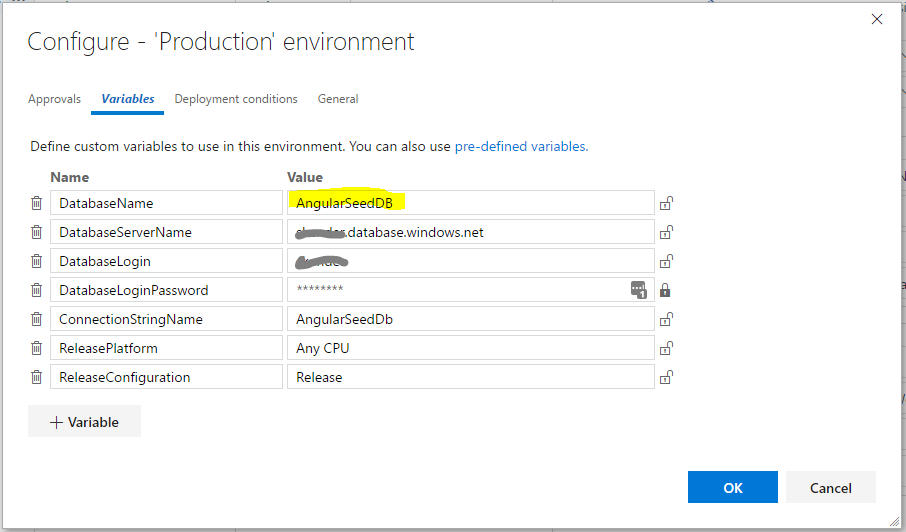 Configure - 'Production' environment
Approvals Variables Deployment conditions General
Define custom variables to use in this environment. You can also use pre-defined variables.
Name Value
DatabaseName AngularSeedDB
DatabaseServerName .database.windows.net
DatabaseLogin
DatabaseLoginPassword ********
ConnectionStringName AngularSeedDb
ReleasePlatform Any CPU
ReleaseConfiguration Release
+ Variable
OK Cancel